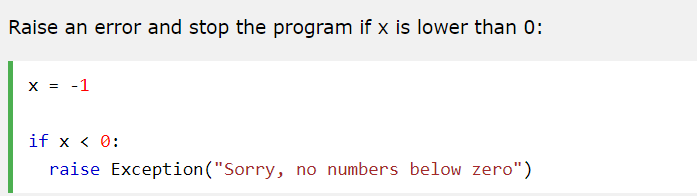 Raise an error and stop the program if x is lower than 0:
x = -1
if x < 0:
  raise Exception("Sorry, no numbers below zero")